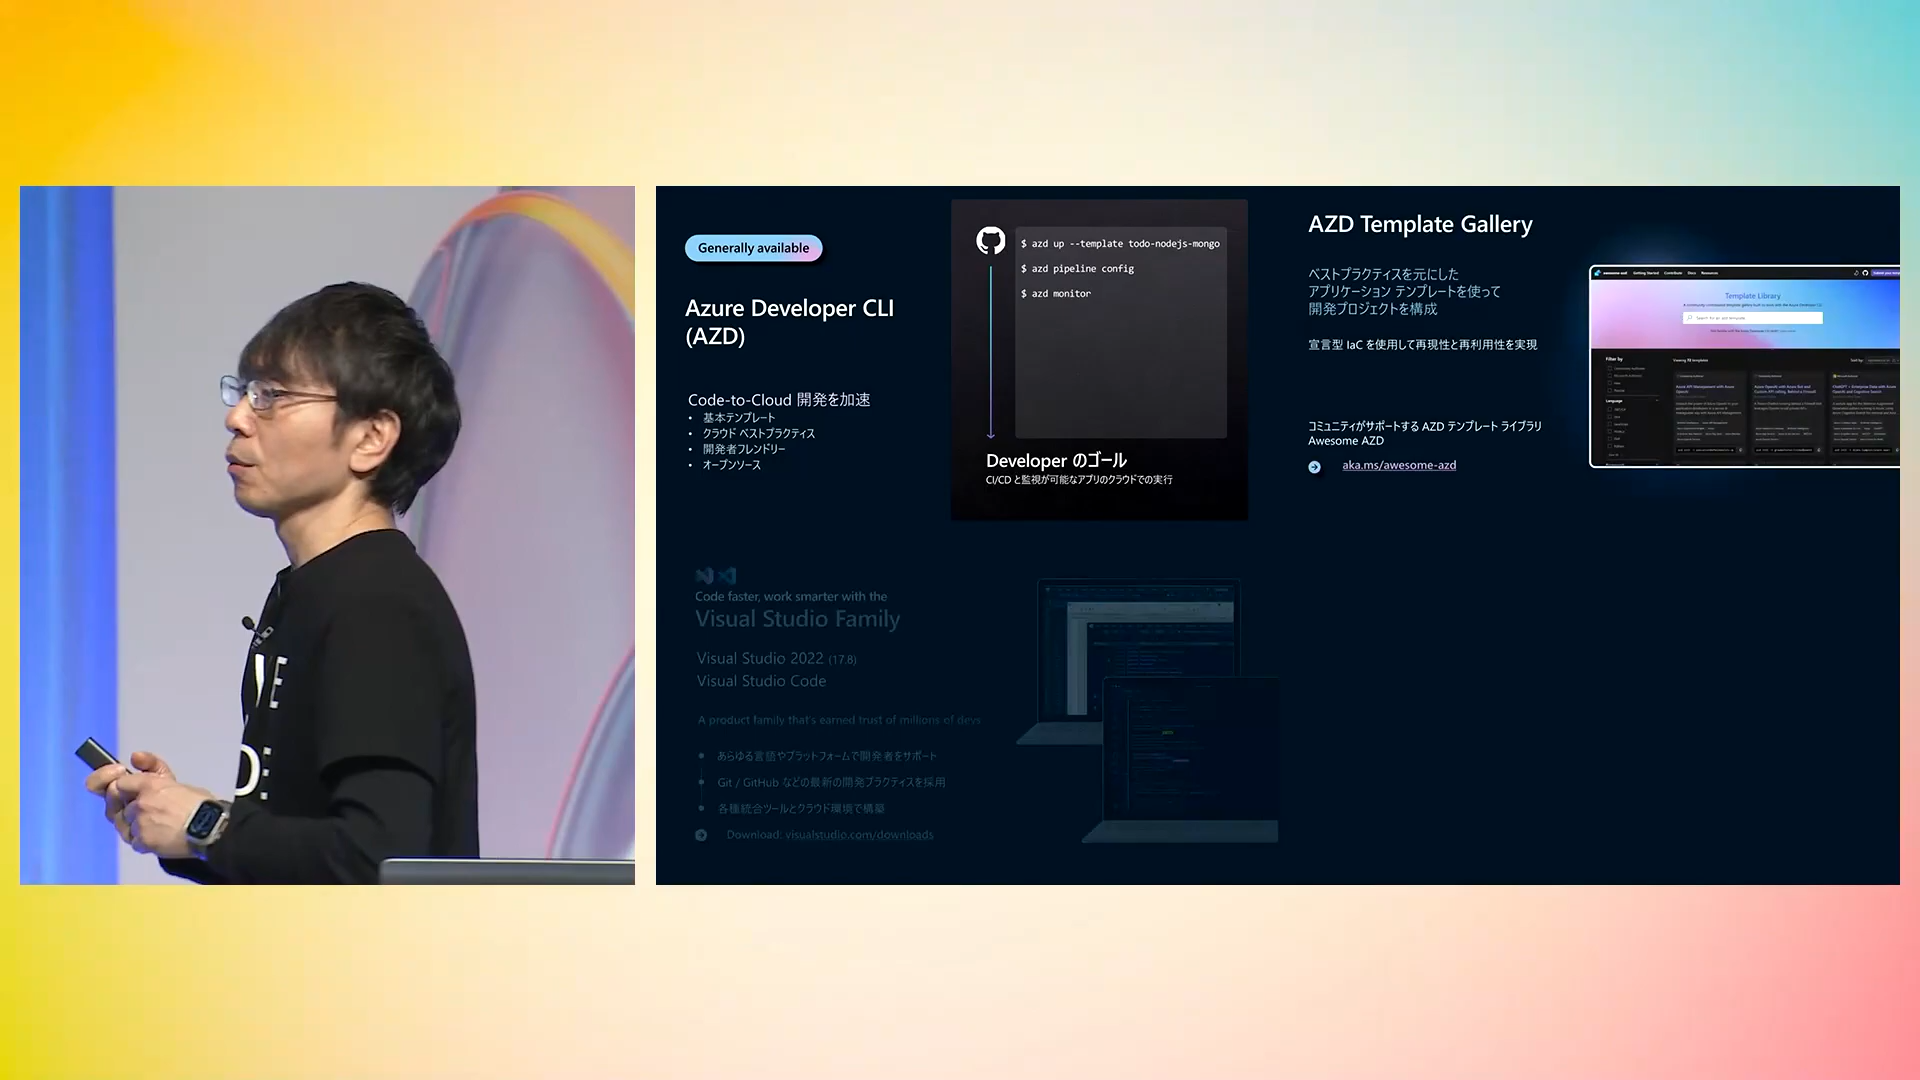 Generally available
Azure Developer CLI
(AZD)
Code-to-Cloud 開発を加速
• 基本テンプレート
• クラウド ベストプラクティス
• 開発者フレンドリー
• オープンソース
$ azd up --template todo-nodejs-mongo
$ azd pipeline config
$ azd monitor
Developer のゴール
CI/CD と監視が可能なアプリのクラウドでの実行
AZD Template Gallery
ベストプラクティスを元にした
アプリケーション テンプレートを使って
開発プロジェクトを構成
宣言型 IaC を使用して再現性と再利用性を実現
コミュニティがサポートする AZD テンプレート ライブラリ
Awesome AZD
aka.ms/awesome-azd
Template Library
Filter by
Language
Code faster, work smarter with the
Visual Studio Family
Visual Studio 2022 (17.8)
Visual Studio Code
A product family that's earned trust of millions of devs
• あらゆる言語やプラットフォームで開発者をサポート
• Git / GitHub などの最新の開発プラクティスを採用
• 各種統合ツールとクラウド環境で構築
Download: visualstudio.com/downloads